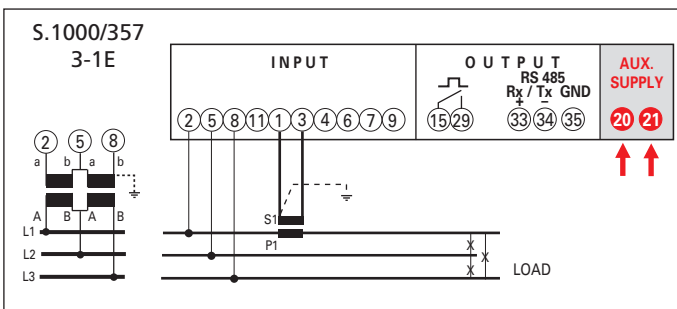 S.1000/357
3-1E
INPUT
OUTPUT
RS 485
Rx / Tx GND
+ −
AUX.
SUPPLY
2 5 8 11 1 3 4 6 7 9
15 29
33 34 35
20 21
2 5 8
a b a b
A B A B
L1
L2
L3
S1
P1
X
X
X
X
LOAD